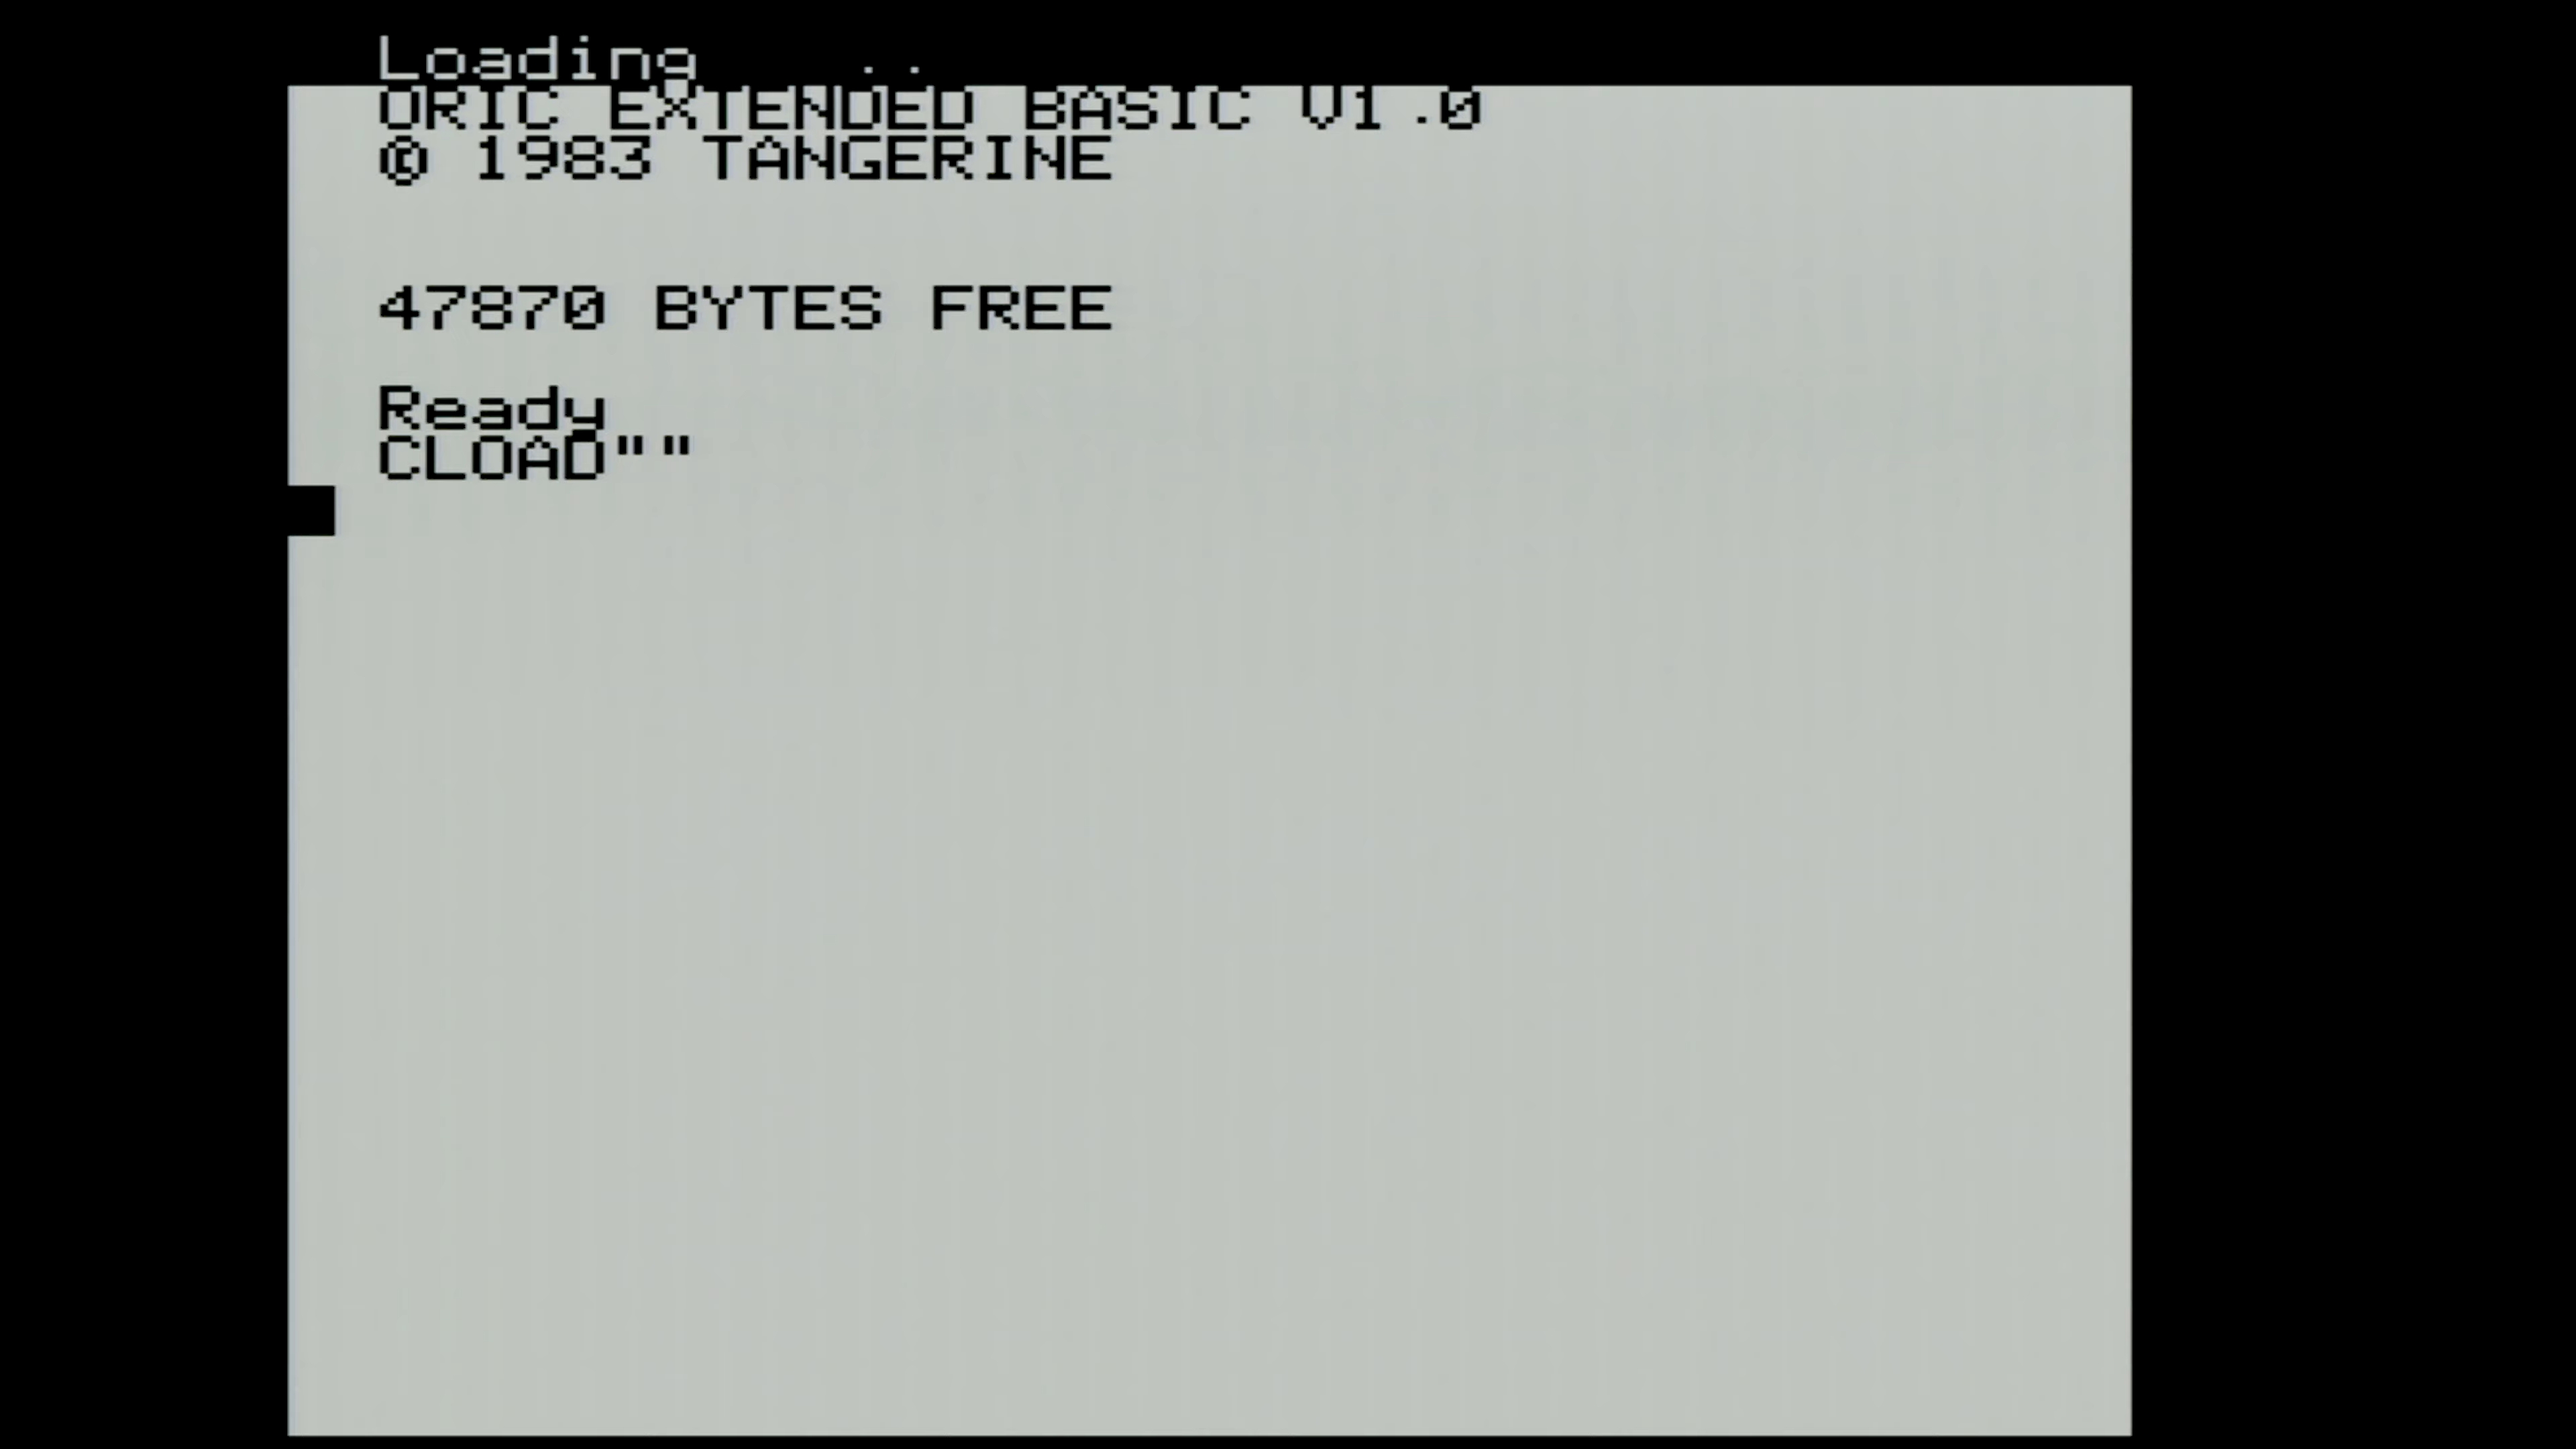 Loading   ..
ORIC EXTENDED BASIC V1.0
© 1983 TANGERINE
47870 BYTES FREE
Ready
CLOAD""